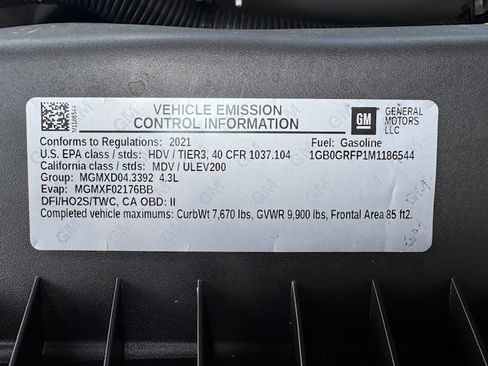 VEHICLE EMISSION
CONTROL INFORMATION
M1186544
GM
GENERAL
MOTORS
LLC
Conforms to Regulations: 2021
Fuel: Gasoline
U.S. EPA class / stds: HDV / TIER3, 40 CFR 1037.104
1GB0GRFP1M1186544
California class / stds: MDV / ULEV200
Group: MGMXD04.3392 4.3L
Evap: MGMXF02176BB
DFI/HO2S/TWC, CA OBD: II
Completed vehicle maximums: CurbWt 7,670 lbs, GVWR 9,900 lbs, Frontal Area 85 ft2.